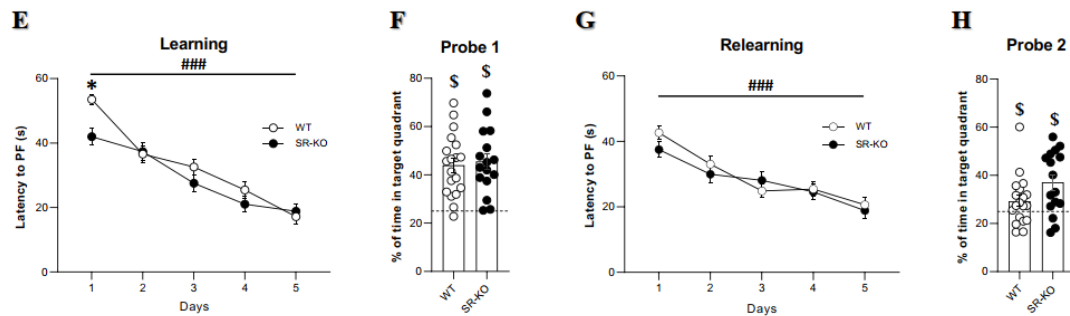 E
Learning
###
*
60
40
20
0
Latency to PF (s)
WT
SR-KO
1 2 3 4 5
Days
F
Probe 1
$ $
80
60
40
20
0
% of time in target quadrant
WT SR-KO
G
Relearning
###
60
40
20
0
Latency to PF (s)
WT
SR-KO
1 2 3 4 5
Days
H
Probe 2
$ $
80
60
40
20
0
% of time in target quadrant
WT SR-KO